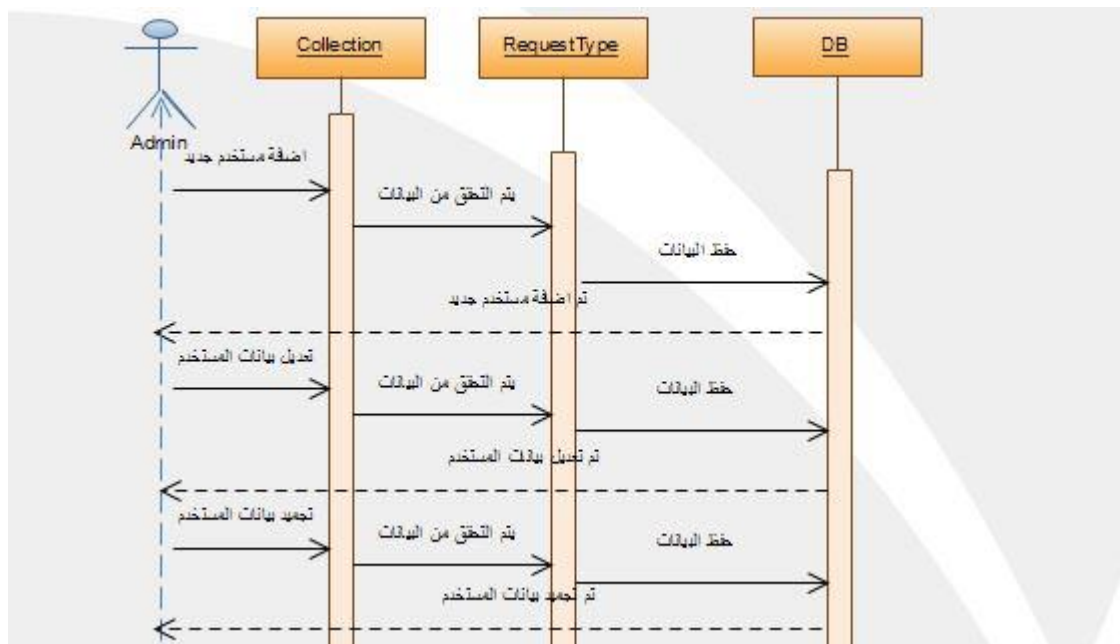 Collection
RequestType
DB
Admin
اضافة مستخدم جديد
يتم التحقق من البيانات
حفظ البيانات
تم اضافة مستخدم جديد
تعديل بيانات المستخدم
يتم التحقق من البيانات
حفظ البيانات
تم تعديل بيانات المستخدم
تجميد بيانات المستخدم
يتم التحقق من البيانات
حفظ البيانات
تم تجميد بيانات المستخدم